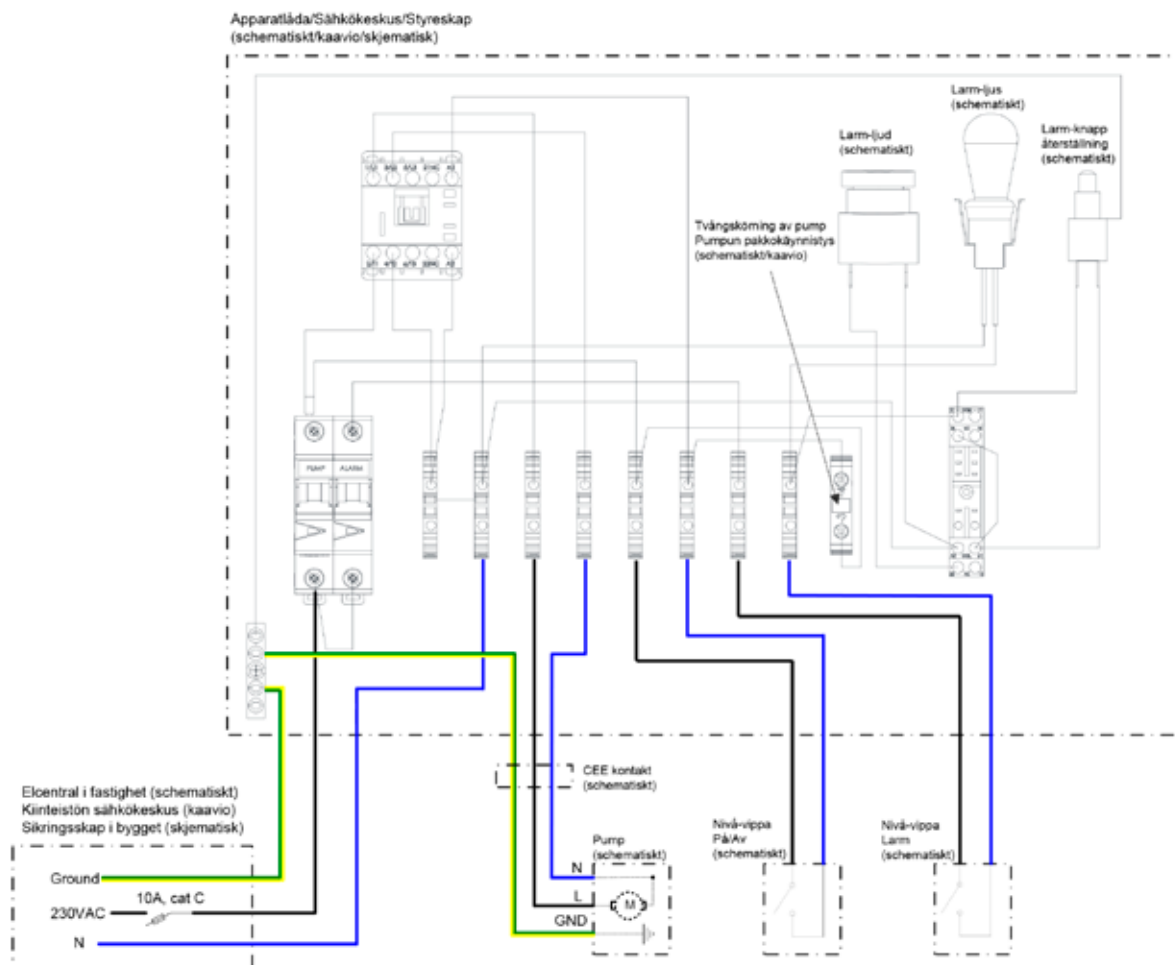 Apparatlåda/Sähkökeskus/Styreskap
(schematiskt/kaavio/skjematisk)
Larm-ljus
(schematiskt)
Larm-ljud
(schematiskt)
Larm-knapp
återställning
(schematiskt)
Tvångskörning av pump
Pumpun pakkokäynnistys
(schematiskt/kaavio)
PUMP
ALARM
CEE kontakt
(schematiskt)
Elcentral i fastighet (schematiskt)
Kiinteistön sähkökeskus (kaavio)
Sikringsskap i bygget (skjematisk)
Ground
10A, cat C
230VAC
N
Pump
(schematiskt)
N
L
M
GND
Nivå-vippa
På/Av
(schematiskt)
Nivå-vippa
Larm
(schematiskt)